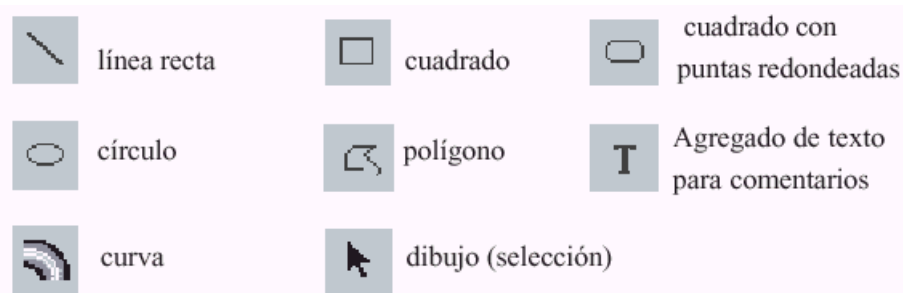 línea recta
cuadrado
cuadrado con
puntas redondeadas
círculo
polígono
T
Agregado de texto
para comentarios
curva
dibujo (selección)